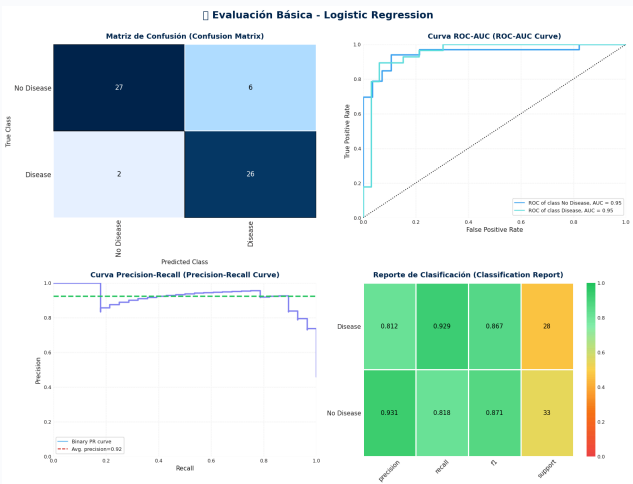 Evaluación Básica - Logistic Regression
Matriz de Confusión (Confusion Matrix)
True Class
No Disease
27
6
Disease
2
26
No Disease
Disease
Predicted Class
Curva ROC-AUC (ROC-AUC Curve)
True Positive Rate
1.0
0.8
0.6
0.4
0.2
0.0
ROC of class No Disease, AUC = 0.95
ROC of class Disease, AUC = 0.95
0.0
0.2
0.4
0.6
0.8
1.0
False Positive Rate
Curva Precision-Recall (Precision-Recall Curve)
Precision
1.0
0.8
0.6
0.4
0.2
0.0
Binary PR curve
Avg. precision=0.92
0.0
0.2
0.4
0.6
0.8
1.0
Recall
Reporte de Clasificación (Classification Report)
Disease
0.812
0.929
0.867
28
No Disease
0.931
0.818
0.871
33
precision
recall
f1
support
1.0
0.8
0.6
0.4
0.2
0.0